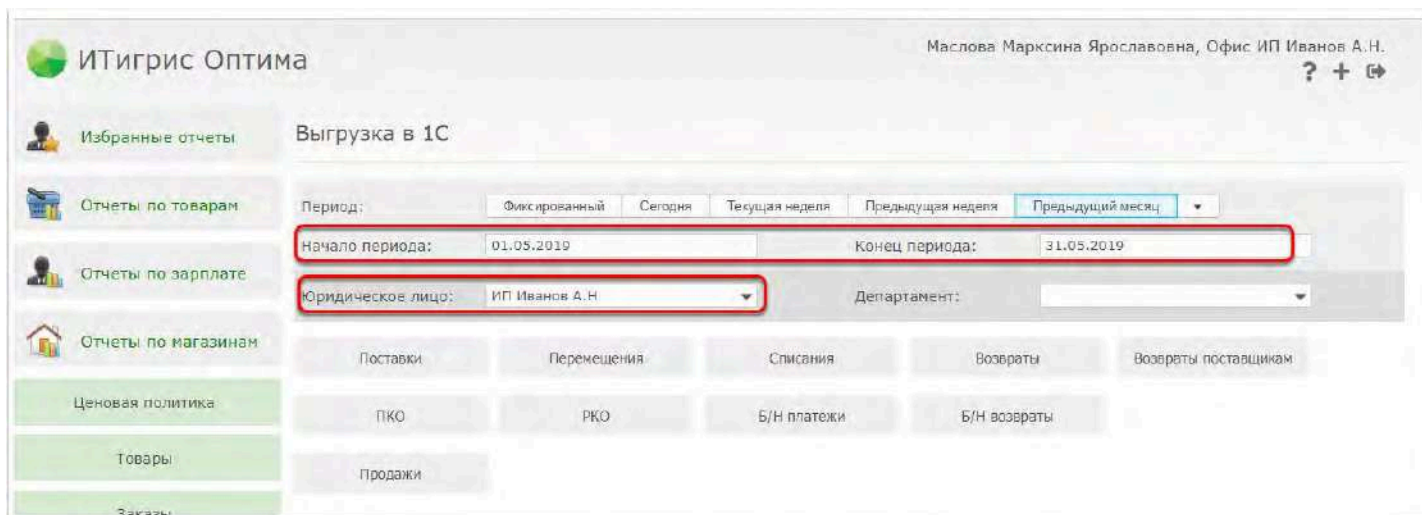 ИТигрис Оптима
Маслова Марксина Ярославовна, Офис ИП Иванов А.Н.
?
Избранные отчеты
Выгрузка в 1С
Отчеты по товарам
Период: Фиксированный Сегодня Текущая неделя Предыдущая неделя Предыдущий месяц
Начало периода: 01.05.2019 Конец периода: 31.05.2019
Отчеты по зарплате
Юридическое лицо: ИП Иванов А.Н Департамент:
Отчеты по магазинам
Поставки Перемещения Списания Возвраты Возвраты поставщикам
Ценовая политика
ПКО РКО Б/Н платежи Б/Н возвраты
Товары
Продажи
Заказы